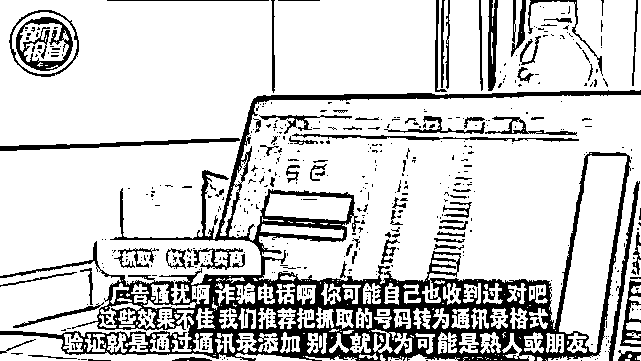 都市
报道
“抓取”软件贩卖商
广告骚扰啊 诈骗电话啊 你可能自己也收到过 对吧
这些效果不佳 我们推荐把抓取的号码转为通讯录格式
验证就是通过通讯录添加 别人就以为可能是熟人或朋友